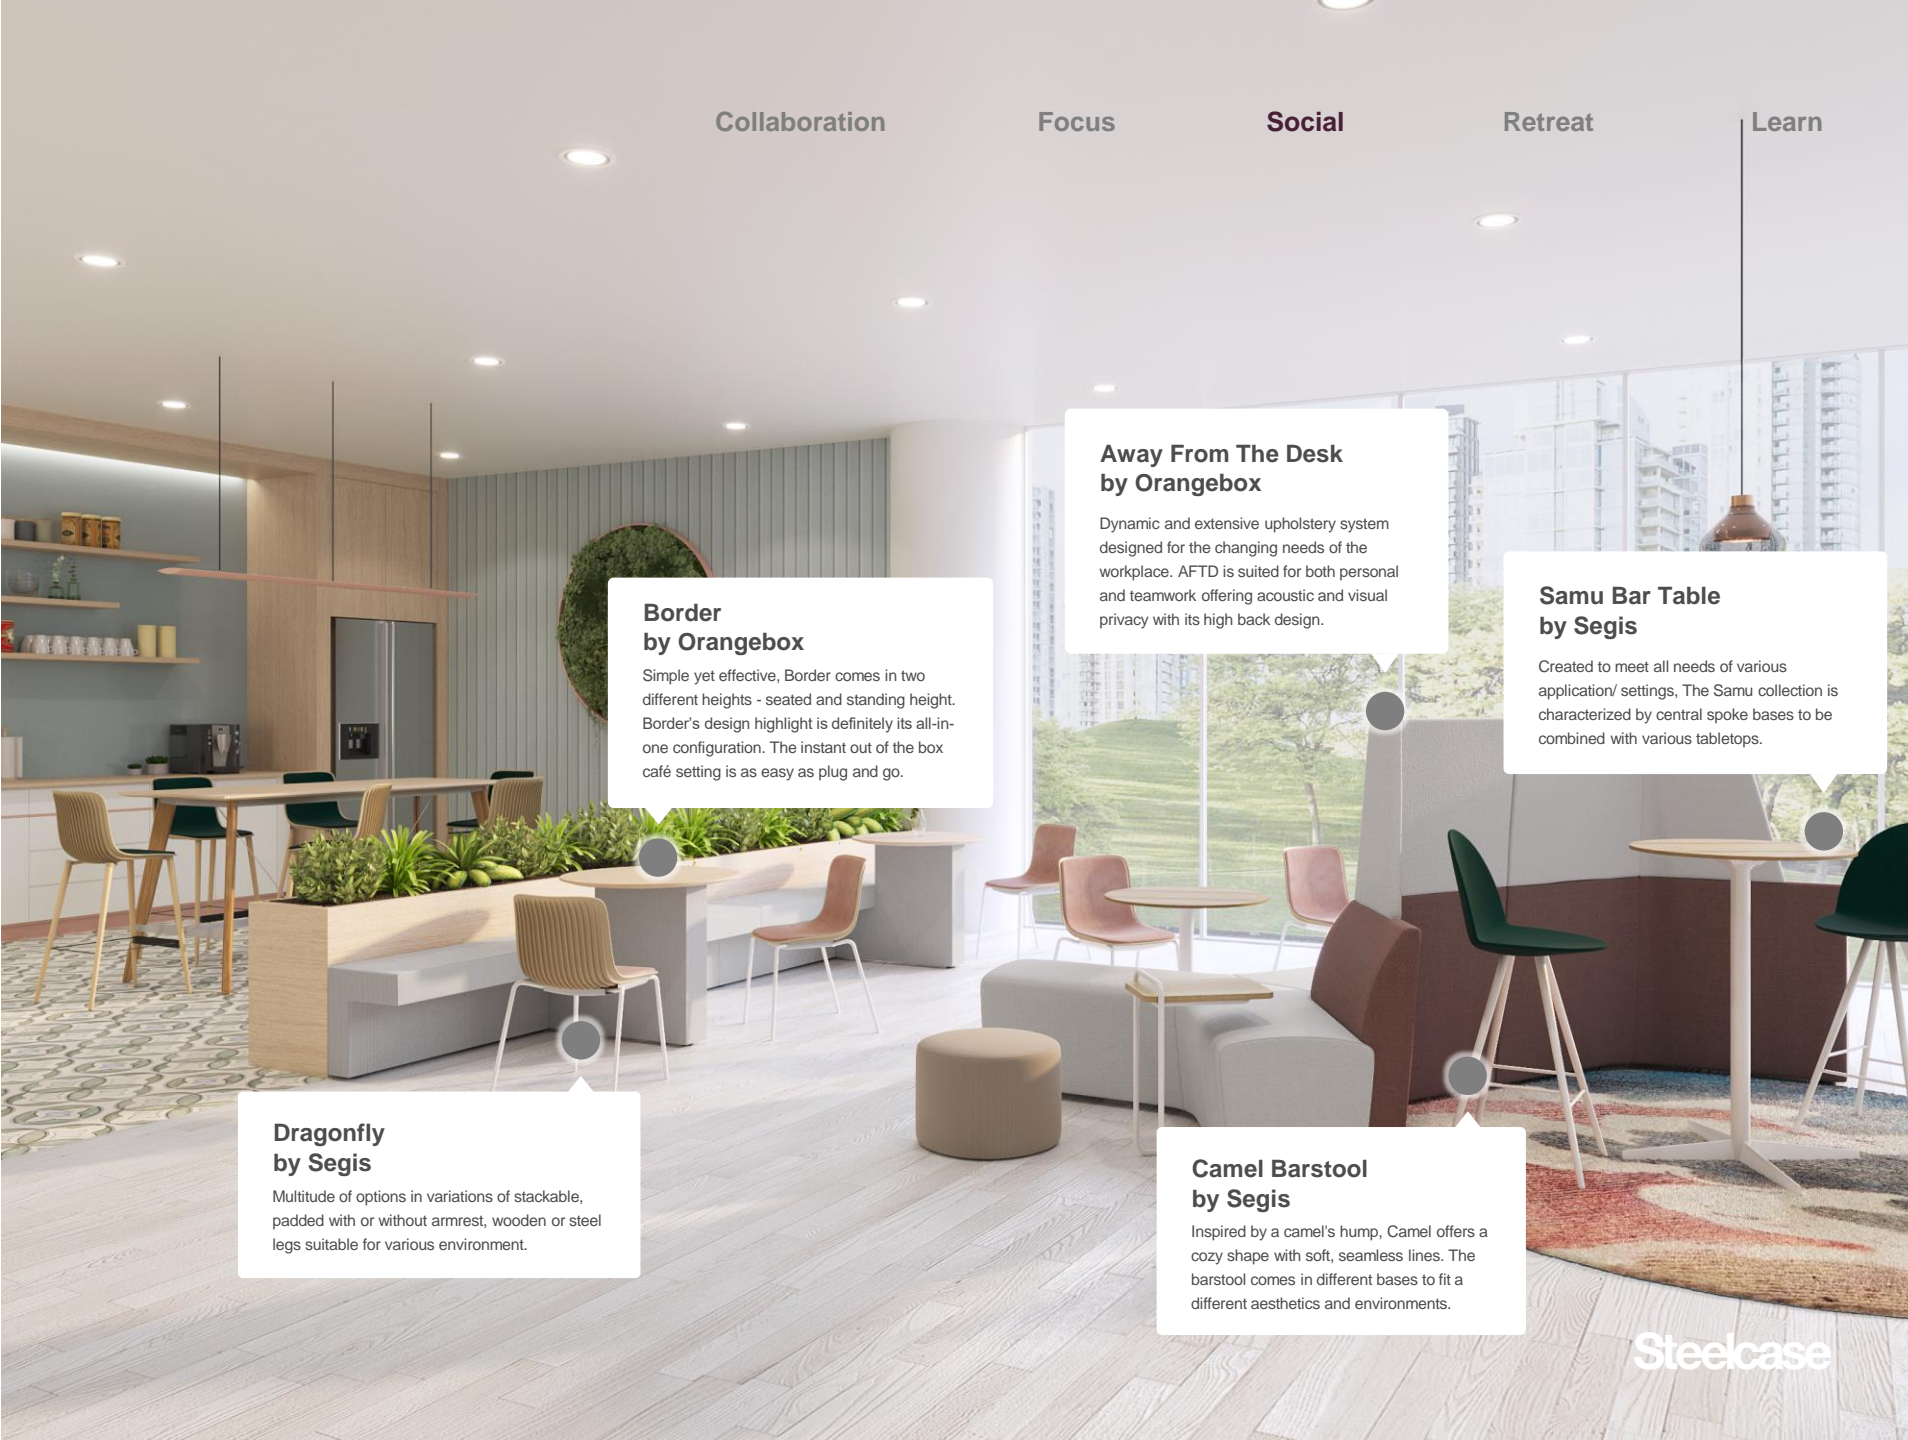 Collaboration Focus Social Retreat Learn
Away From The Desk
by Orangebox
Dynamic and extensive upholstery system
designed for the changing needs of the
workplace. AFTD is suited for both personal
and teamwork offering acoustic and visual
privacy with its high back design.
Samu Bar Table
by Segis
Created to meet all needs of various
application/ settings, The Samu collection is
characterized by central spoke bases to be
combined with various tabletops.
Border
by Orangebox
Simple yet effective, Border comes in two
different heights - seated and standing height.
Border’s design highlight is definitely its all-in-
one configuration. The instant out of the box
café setting is as easy as plug and go.
Dragonfly
by Segis
Multitude of options in variations of stackable,
padded with or without armrest, wooden or steel
legs suitable for various environment.
Camel Barstool
by Segis
Inspired by a camel's hump, Camel offers a
cozy shape with soft, seamless lines. The
barstool comes in different bases to fit a
different aesthetics and environments.
Steelcase